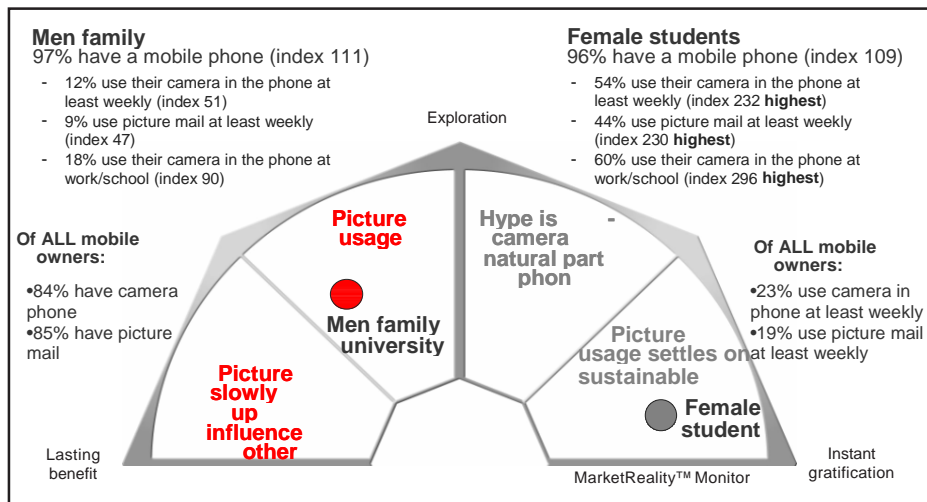 Men family
97% have a mobile phone (index 111)
- 12% use their camera in the phone at
least weekly (index 51)
- 9% use picture mail at least weekly
(index 47)
- 18% use their camera in the phone at
work/school (index 90)
Female students
96% have a mobile phone (index 109)
- 54% use their camera in the phone at
least weekly (index 232 highest)
- 44% use picture mail at least weekly
(index 230 highest)
- 60% use their camera in the phone at
work/school (index 296 highest)
Exploration
Of ALL mobile
owners:
•84% have camera
phone
•85% have picture
mail
Picture
usage
Men family
university
Hype is -
camera
natural part
phon
Of ALL mobile
owners:
•23% use camera in
phone at least weekly
•19% use picture mail
at least weekly
Picture
slowly
up
influence
other
Picture
usage settles on
sustainable
Female
student
Lasting
benefit
MarketReality™ Monitor
Instant
gratification